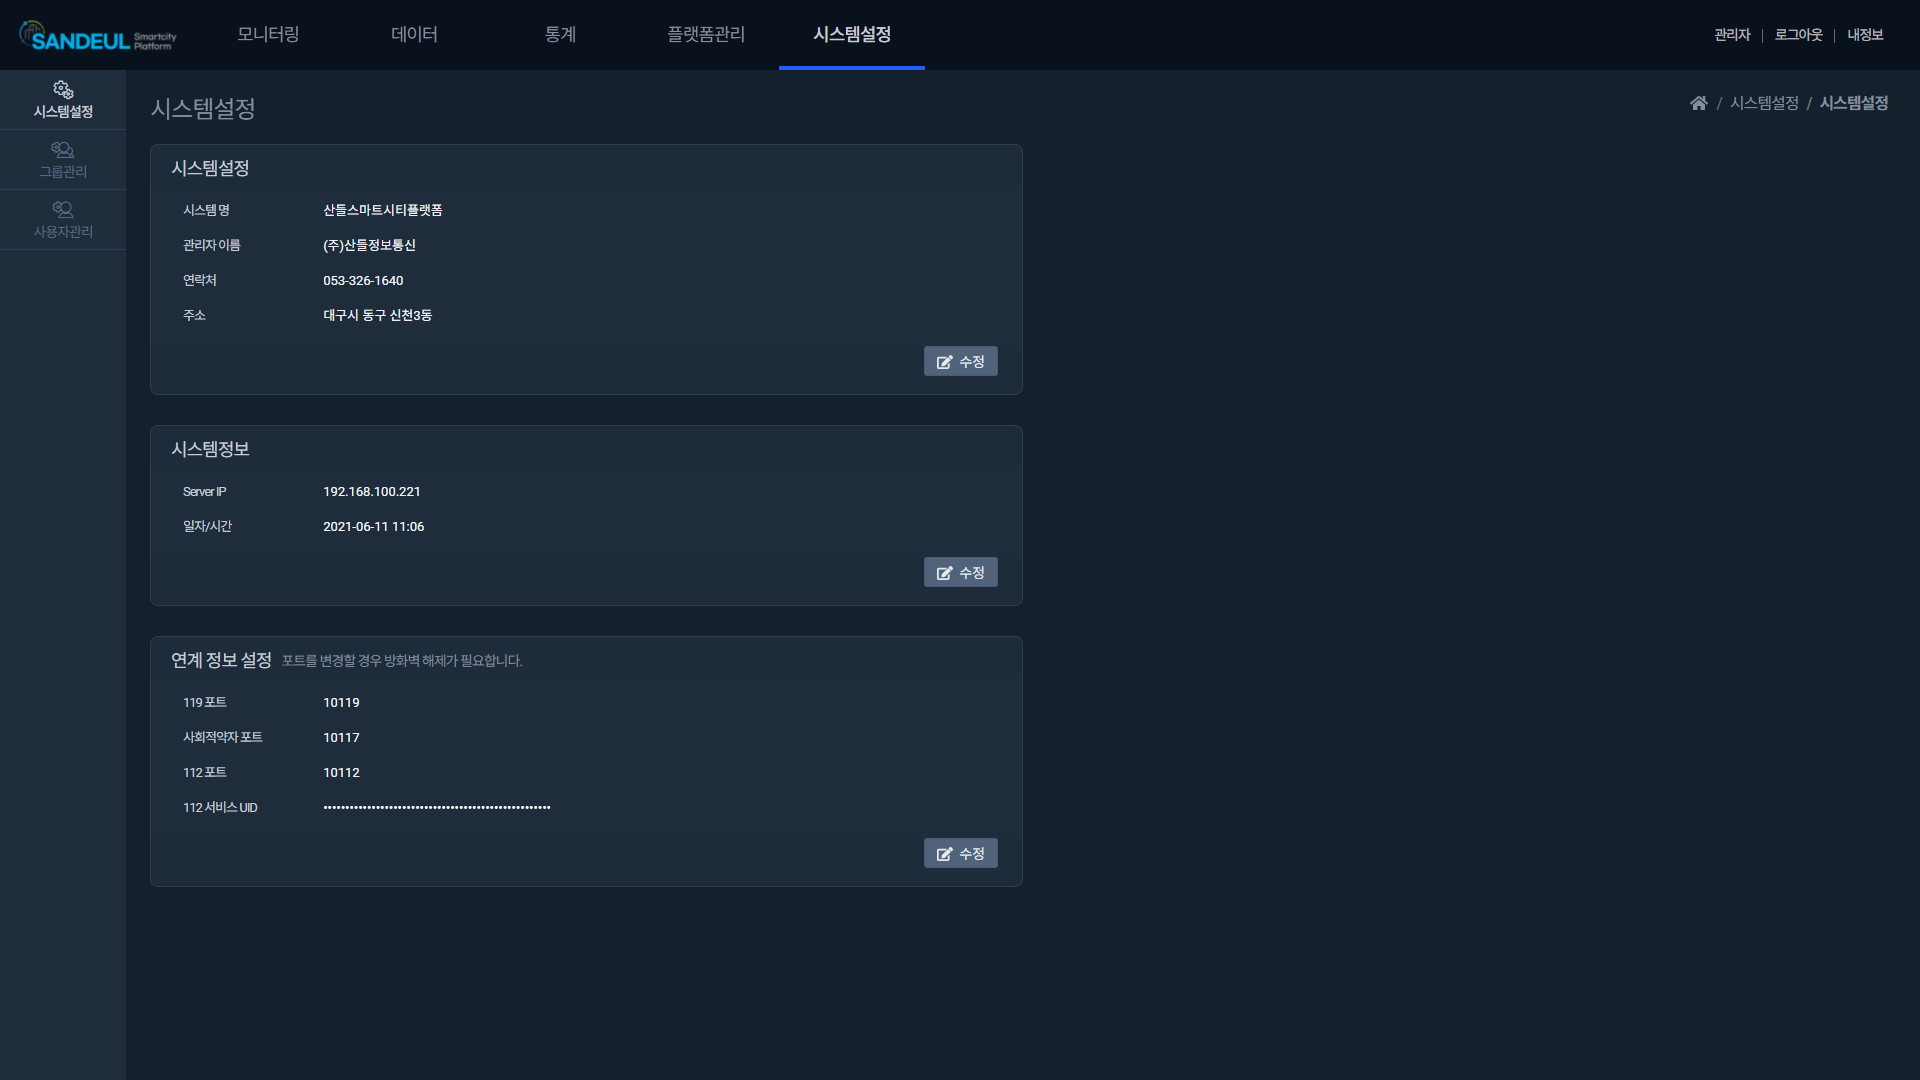 SANDEUL Smartcity Platform
모니터링 데이터 통계 플랫폼관리 시스템설정
관리자 | 로그아웃 | 내정보
시스템설정
그룹관리
사용자관리
시스템설정
/ 시스템설정 / 시스템설정
시스템설정
시스템 명 산들스마트시티플랫폼
관리자 이름 (주)산들정보통신
연락처 053-326-1640
주소 대구시 동구 신천3동
수정
시스템정보
Server IP 192.168.100.221
일자/시간 2021-06-11 11:06
수정
연계 정보 설정 포트를 변경할 경우 방화벽 해제가 필요합니다.
119 포트 10119
사회적약자 포트 10117
112 포트 10112
112 서비스 UID
수정